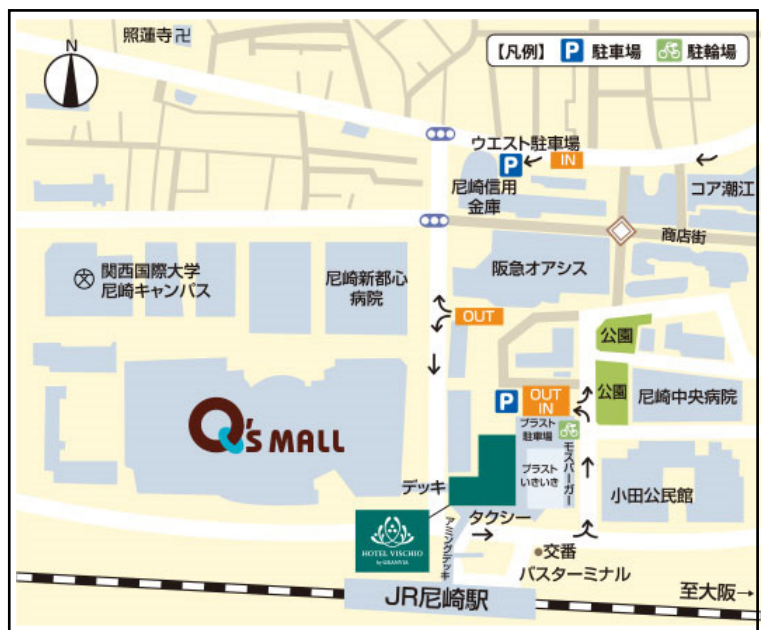 照蓮寺卍
N
【凡例】 P 駐車場 駐輪場
ウエスト駐車場
P IN
尼崎信用
金庫
コア潮江
商店街
文 関西国際大学
尼崎キャンパス
尼崎新都心
病院
阪急オアシス
OUT
公園
Q'S MALL
P OUT
IN
公園
尼崎中央病院
プラスト
駐車場
モスバーガー
プラスト
いきいき
小田公民館
デッキ
タクシー
アミングデッキ
HOTEL VISCHIO
by GRANVIA
交番
バスターミナル
JR尼崎駅
至大阪→